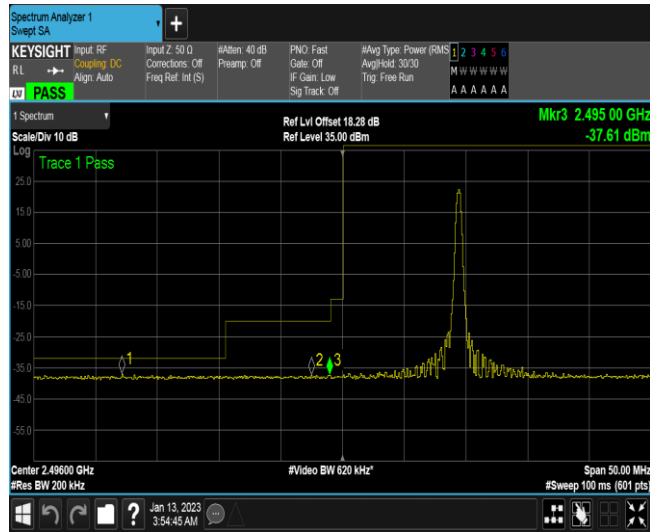 Spectrum Analyzer 1
Swept SA
KEYSIGHT
RL
LXI PASS
Input: RF
Coupling: DC
Align: Auto
Input Z: 50 Ω
Corrections: Off
Freq Ref: Int (S)
#Atten: 40 dB
Preamp: Off
PNO: Fast
Gate: Off
IF Gain: Low
Sig Track: Off
#Avg Type: Power (RMS
Avg|Hold: 30/30
Trig: Free Run
1 2 3 4 5 6
M W W W W W
A A A A A A
1 Spectrum
Scale/Div 10 dB
Ref Lvl Offset 18.28 dB
Ref Level 35.00 dBm
Mkr3 2.495 00 GHz
-37.61 dBm
Log
Trace 1 Pass
25.0
15.0
5.00
-5.00
-15.0
-25.0
-35.0
-45.0
-55.0
1
2
3
Center 2.49600 GHz
#Res BW 200 kHz
#Video BW 620 kHz*
Span 50.00 MHz
#Sweep 100 ms (601 pts)
?
Jan 13, 2023
3:54:45 AM